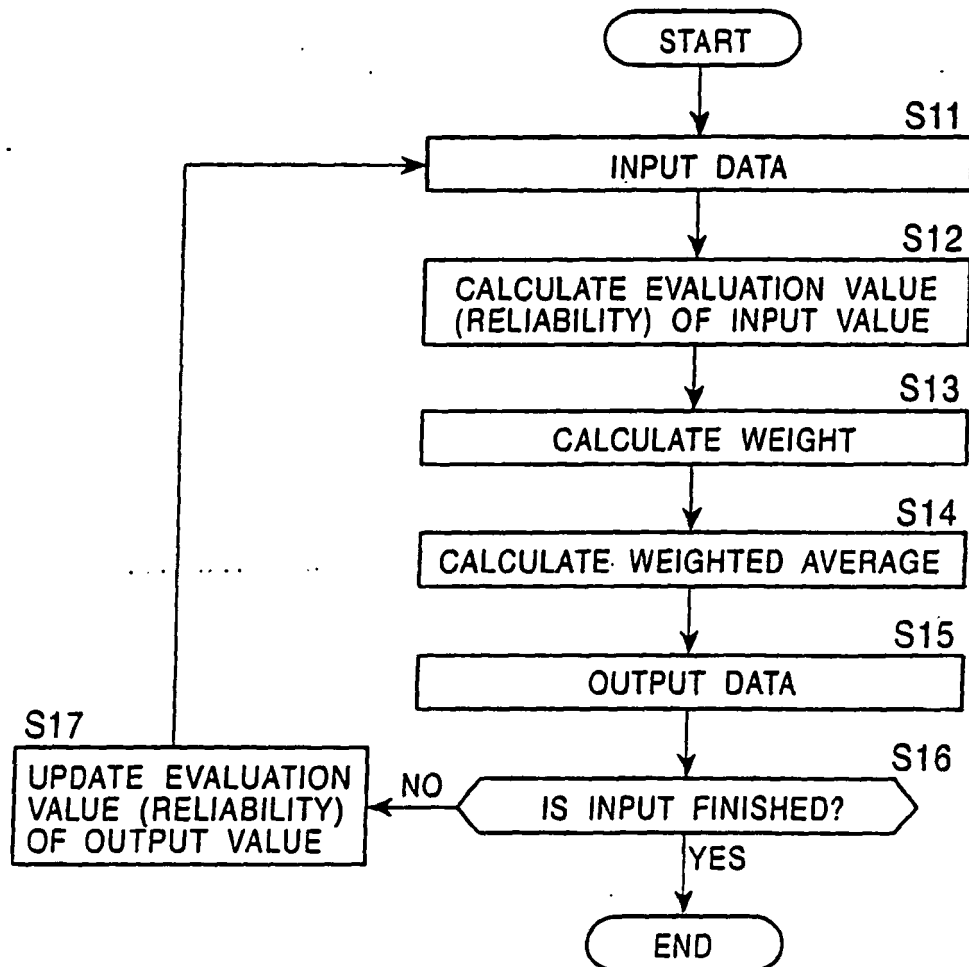 START
S11
INPUT DATA
S12
CALCULATE EVALUATION VALUE
(RELIABILITY) OF INPUT VALUE
S13
CALCULATE WEIGHT
S14
CALCULATE WEIGHTED AVERAGE
S15
OUTPUT DATA
S16
IS INPUT FINISHED?
NO
S17
UPDATE EVALUATION
VALUE (RELIABILITY)
OF OUTPUT VALUE
YES
END